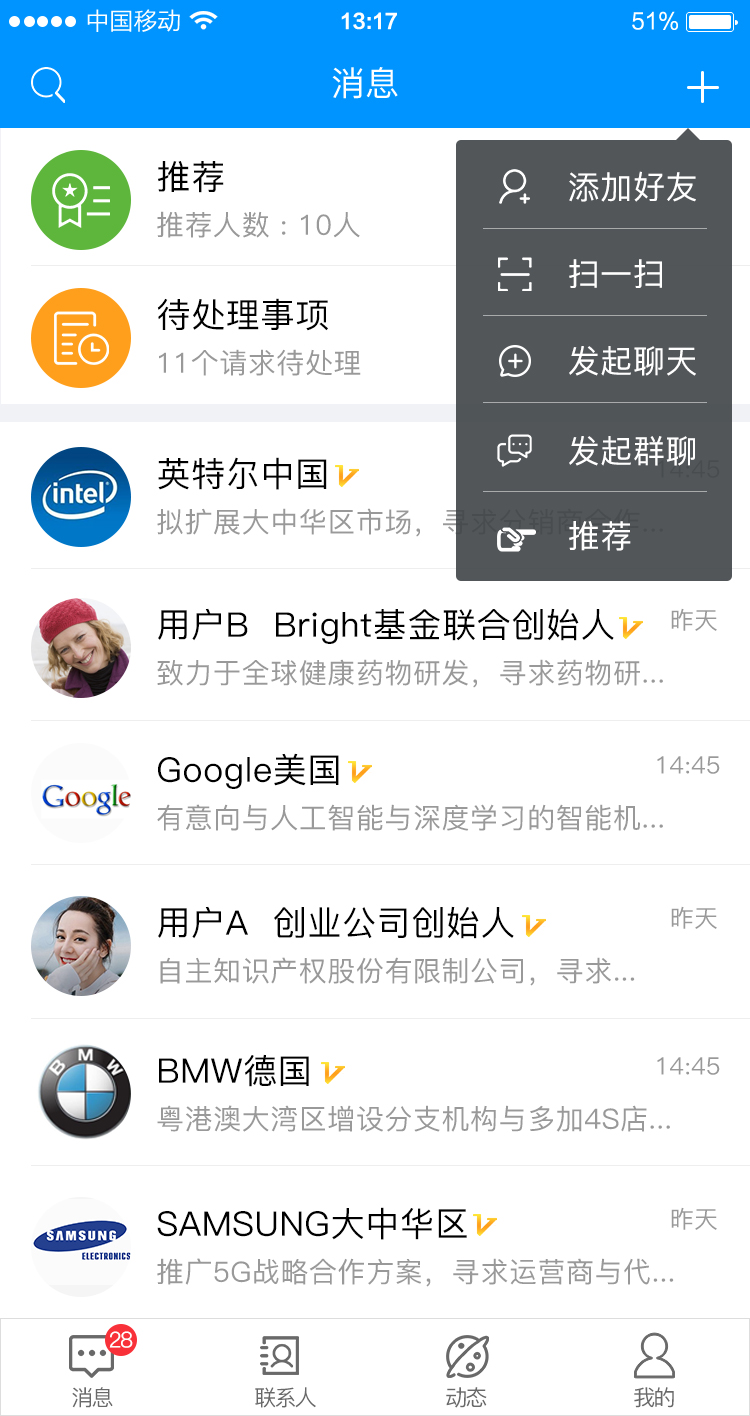 中国移动 13:17 51%
消息
推荐
推荐人数：10人
待处理事项
11个请求待处理
添加好友
扫一扫
发起聊天
发起群聊
推荐
intel
英特尔中国
14:45
拟扩展大中华区市场，寻求分销商合作...
用户B Bright基金联合创始人
昨天
致力于全球健康药物研发，寻求药物研...
Google
Google美国
14:45
有意向与人工智能与深度学习的智能机...
用户A 创业公司创始人
昨天
自主知识产权股份有限制公司，寻求...
BMW
BMW德国
14:45
粤港澳大湾区增设分支机构与多加4S店...
SAMSUNG
ELECTRONICS
SAMSUNG大中华区
昨天
推广5G战略合作方案，寻求运营商与代...
28
消息 联系人 动态 我的